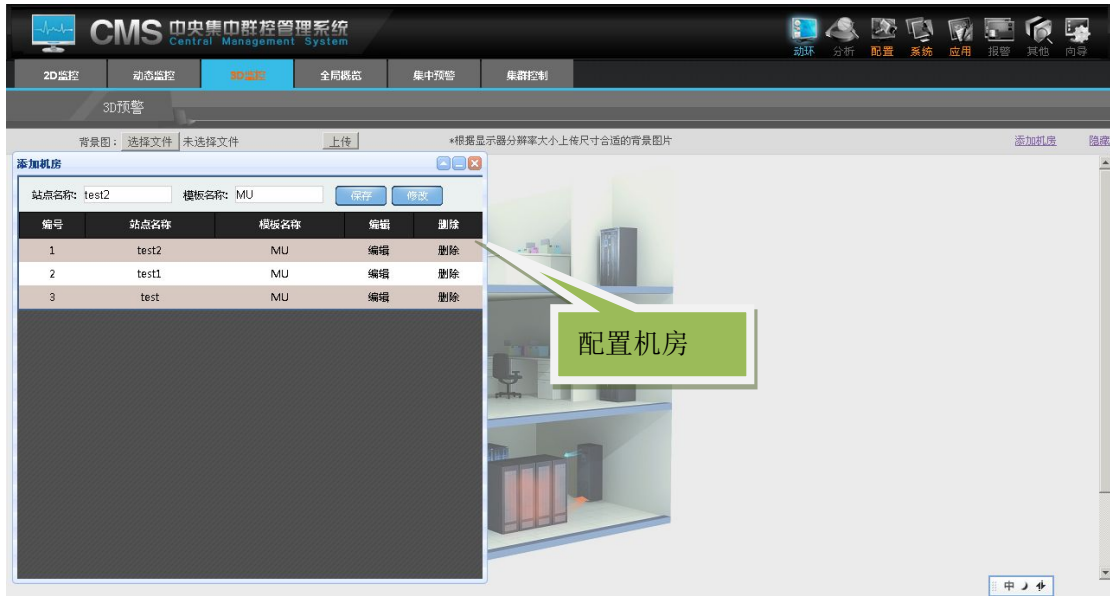 CMS 中央集中群控管理系统
Central Management System
动环 分析 配置 系统 应用 报警 其他 向导
2D监控 动态监控 3D监控 全局概览 集中预警 集群控制
3D预警
背景图: 选择文件 未选择文件 上传 *根据显示器分辨率大小上传尺寸合适的背景图片 添加机房 隐藏
添加机房
站点名称: test2 模板名称: MU 保存 修改
编号 站点名称 模板名称 编辑 删除
1 test2 MU 编辑 删除
2 test1 MU 编辑 删除
3 test MU 编辑 删除
配置机房
中